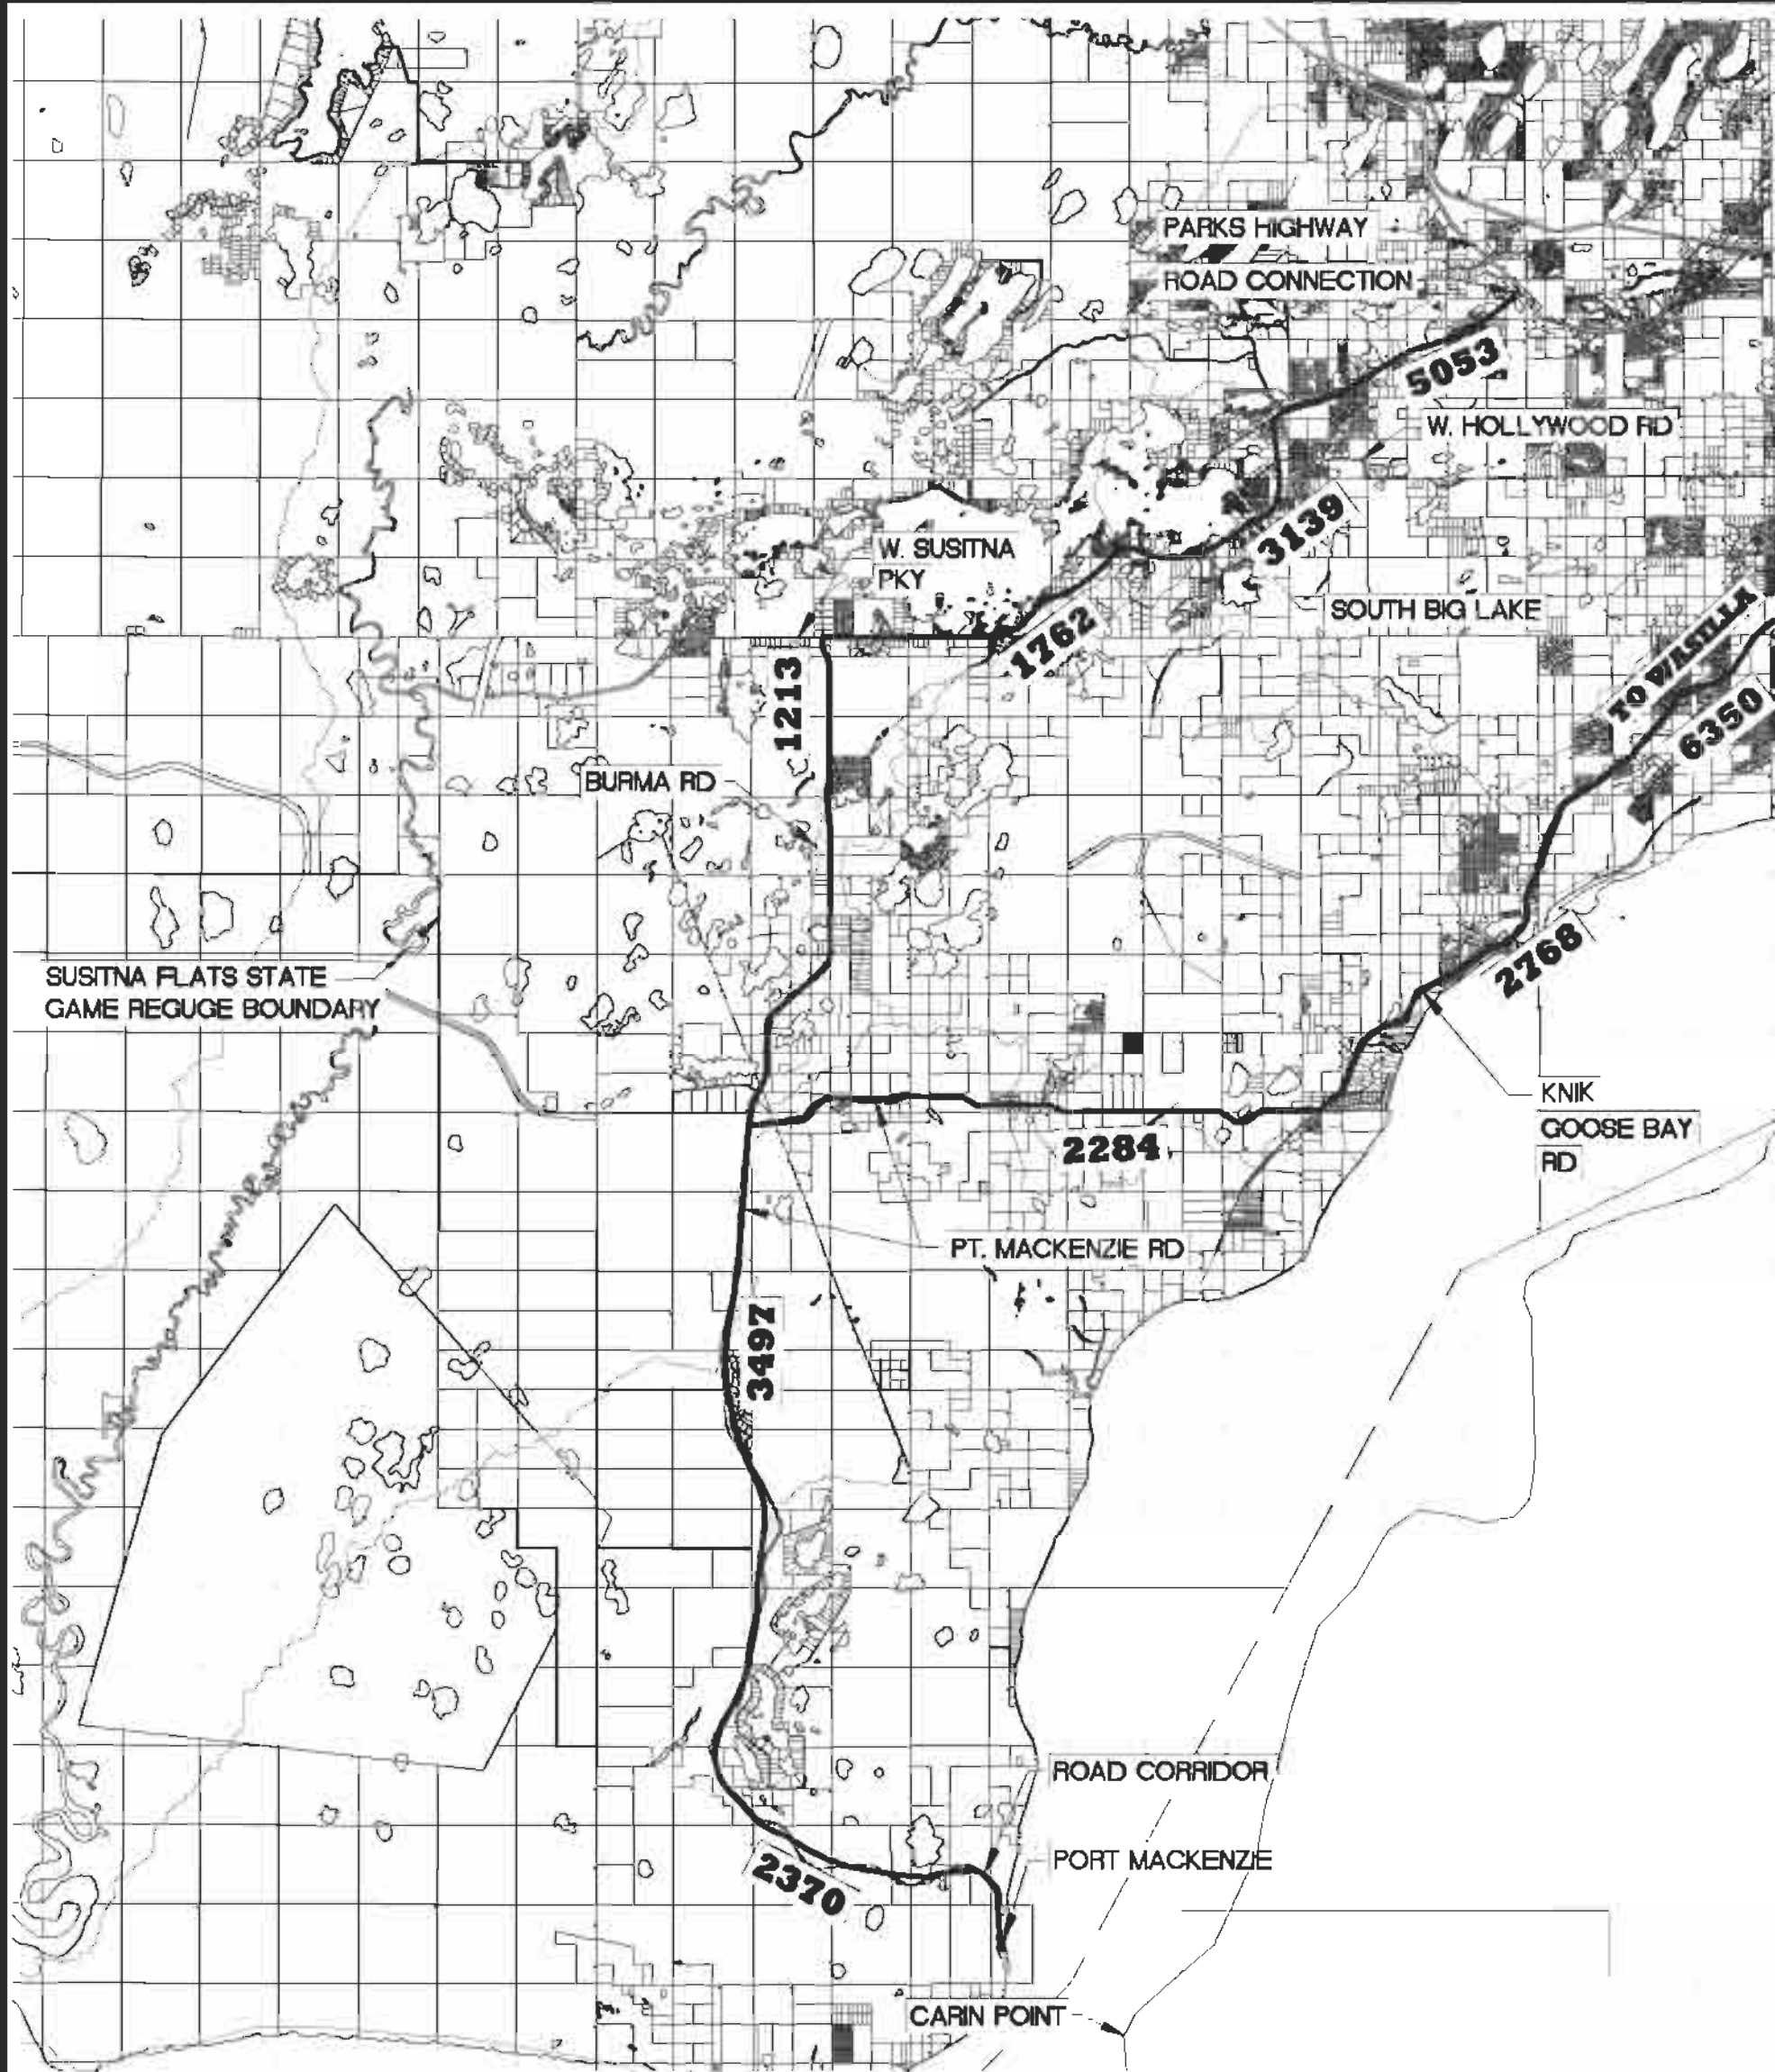 PARKS HIGHWAY
ROAD CONNECTION
5053
W. HOLLYWOOD RD
3139
W. SUSITNA
PKY
SOUTH BIG LAKE
1762
TO WASILLA
6350
1213
BURMA RD
2768
SUSITNA FLATS STATE
GAME REGUGE BOUNDARY
KNIK
GOOSE BAY
RD
2284
PT. MACKENZIE RD
3497
ROAD CORRIDOR
PORT MACKENZIE
2370
CARIN POINT